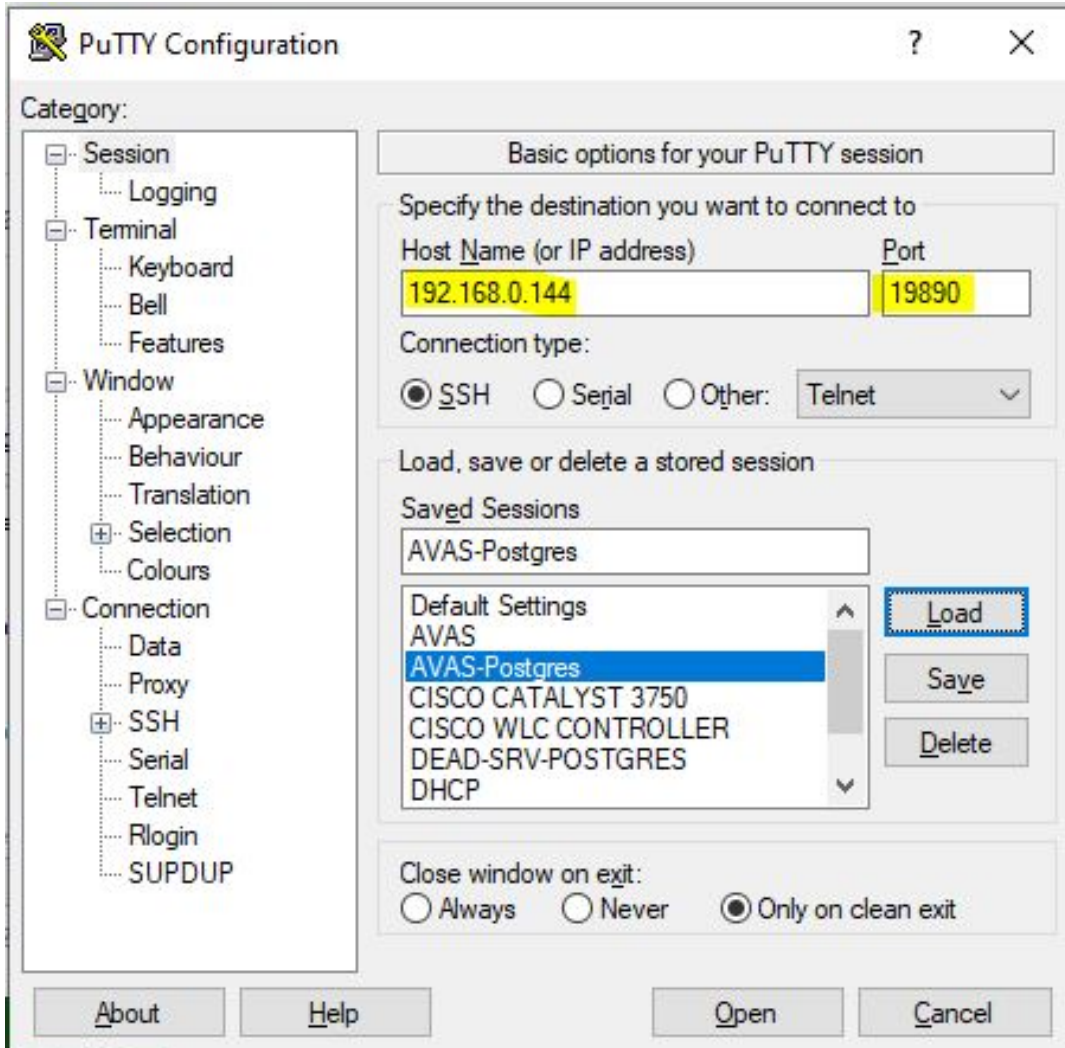 PuTTY Configuration ? ×
Category:
Session
Logging
Terminal
Keyboard
Bell
Features
Window
Appearance
Behaviour
Translation
Selection
Colours
Connection
Data
Proxy
SSH
Serial
Telnet
Rlogin
SUPDUP
Basic options for your PuTTY session
Specify the destination you want to connect to
Host Name (or IP address) Port
192.168.0.144 19890
Connection type:
SSH Serial Other: Telnet
Load, save or delete a stored session
Saved Sessions
AVAS-Postgres
Default Settings
AVAS
AVAS-Postgres
CISCO CATALYST 3750
CISCO WLC CONTROLLER
DEAD-SRV-POSTGRES
DHCP
Load
Save
Delete
Close window on exit:
Always Never Only on clean exit
About Help Open Cancel